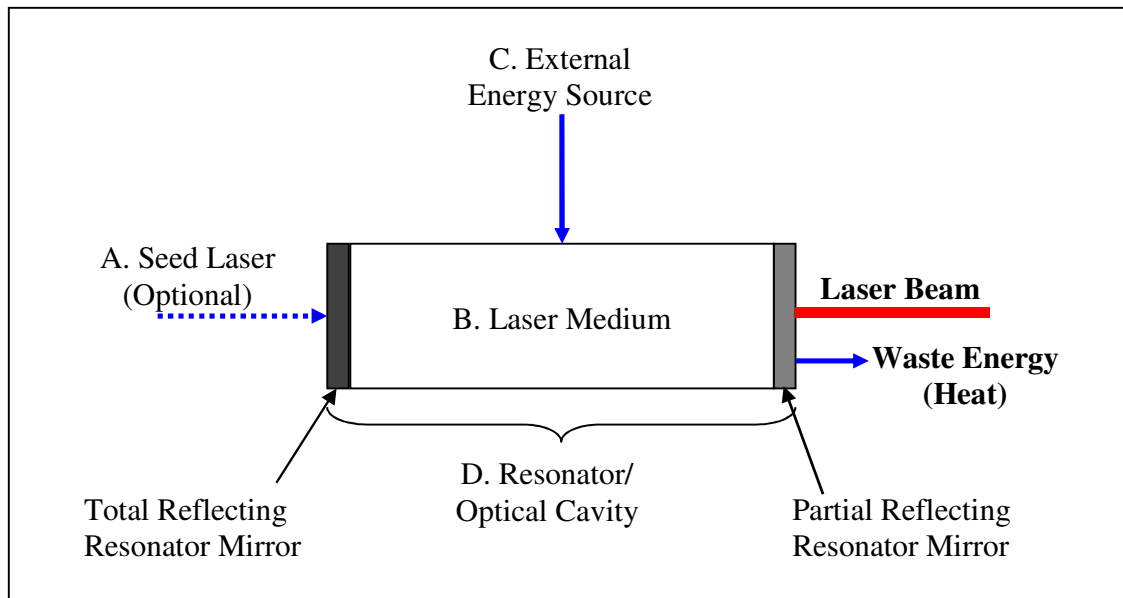 C. External
Energy Source
A. Seed Laser
(Optional)
B. Laser Medium
Laser Beam
Waste Energy
(Heat)
D. Resonator/
Optical Cavity
Total Reflecting
Resonator Mirror
Partial Reflecting
Resonator Mirror